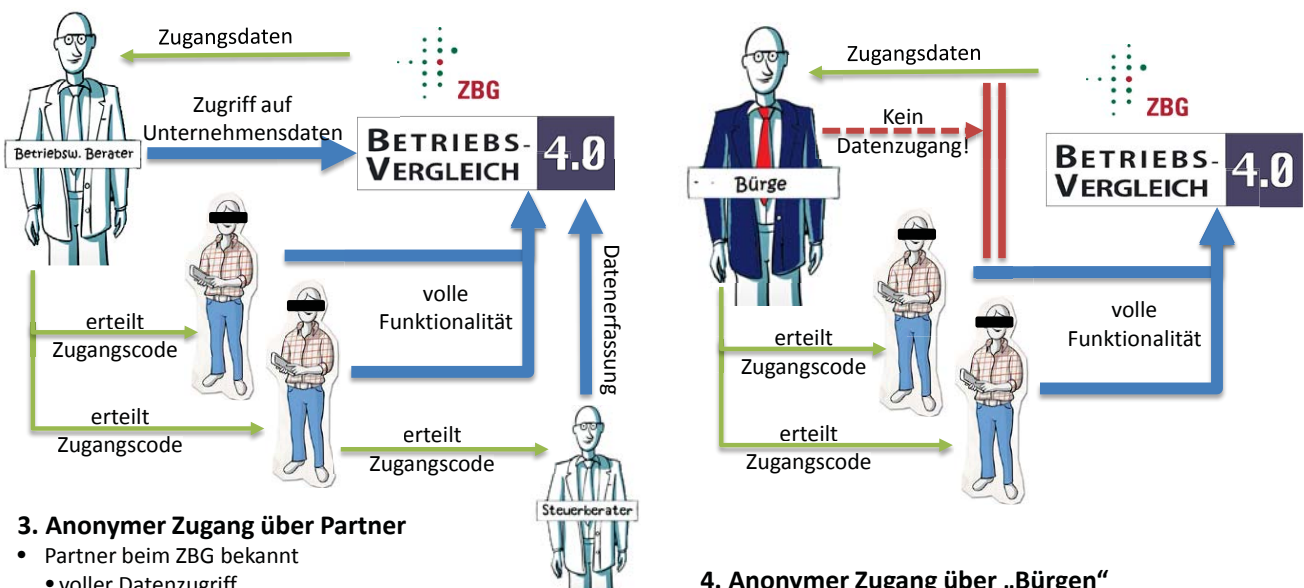 Zugangsdaten
ZBG
Zugriff auf
Unternehmensdaten
Betriebsw. Berater
BETRIEBS-
VERGLEICH 4.0
Datenerfassung
volle
Funktionalität
erteilt
Zugangscode
erteilt
Zugangscode
erteilt
Zugangscode
Steuerberater
3. Anonymer Zugang über Partner
• Partner beim ZBG bekannt
• voller Datenzugriff
Zugangsdaten
ZBG
Kein
Datenzugang!
Bürge
BETRIEBS-
VERGLEICH 4.0
volle
Funktionalität
erteilt
Zugangscode
erteilt
Zugangscode
4. Anonymer Zugang über „Bürgen“